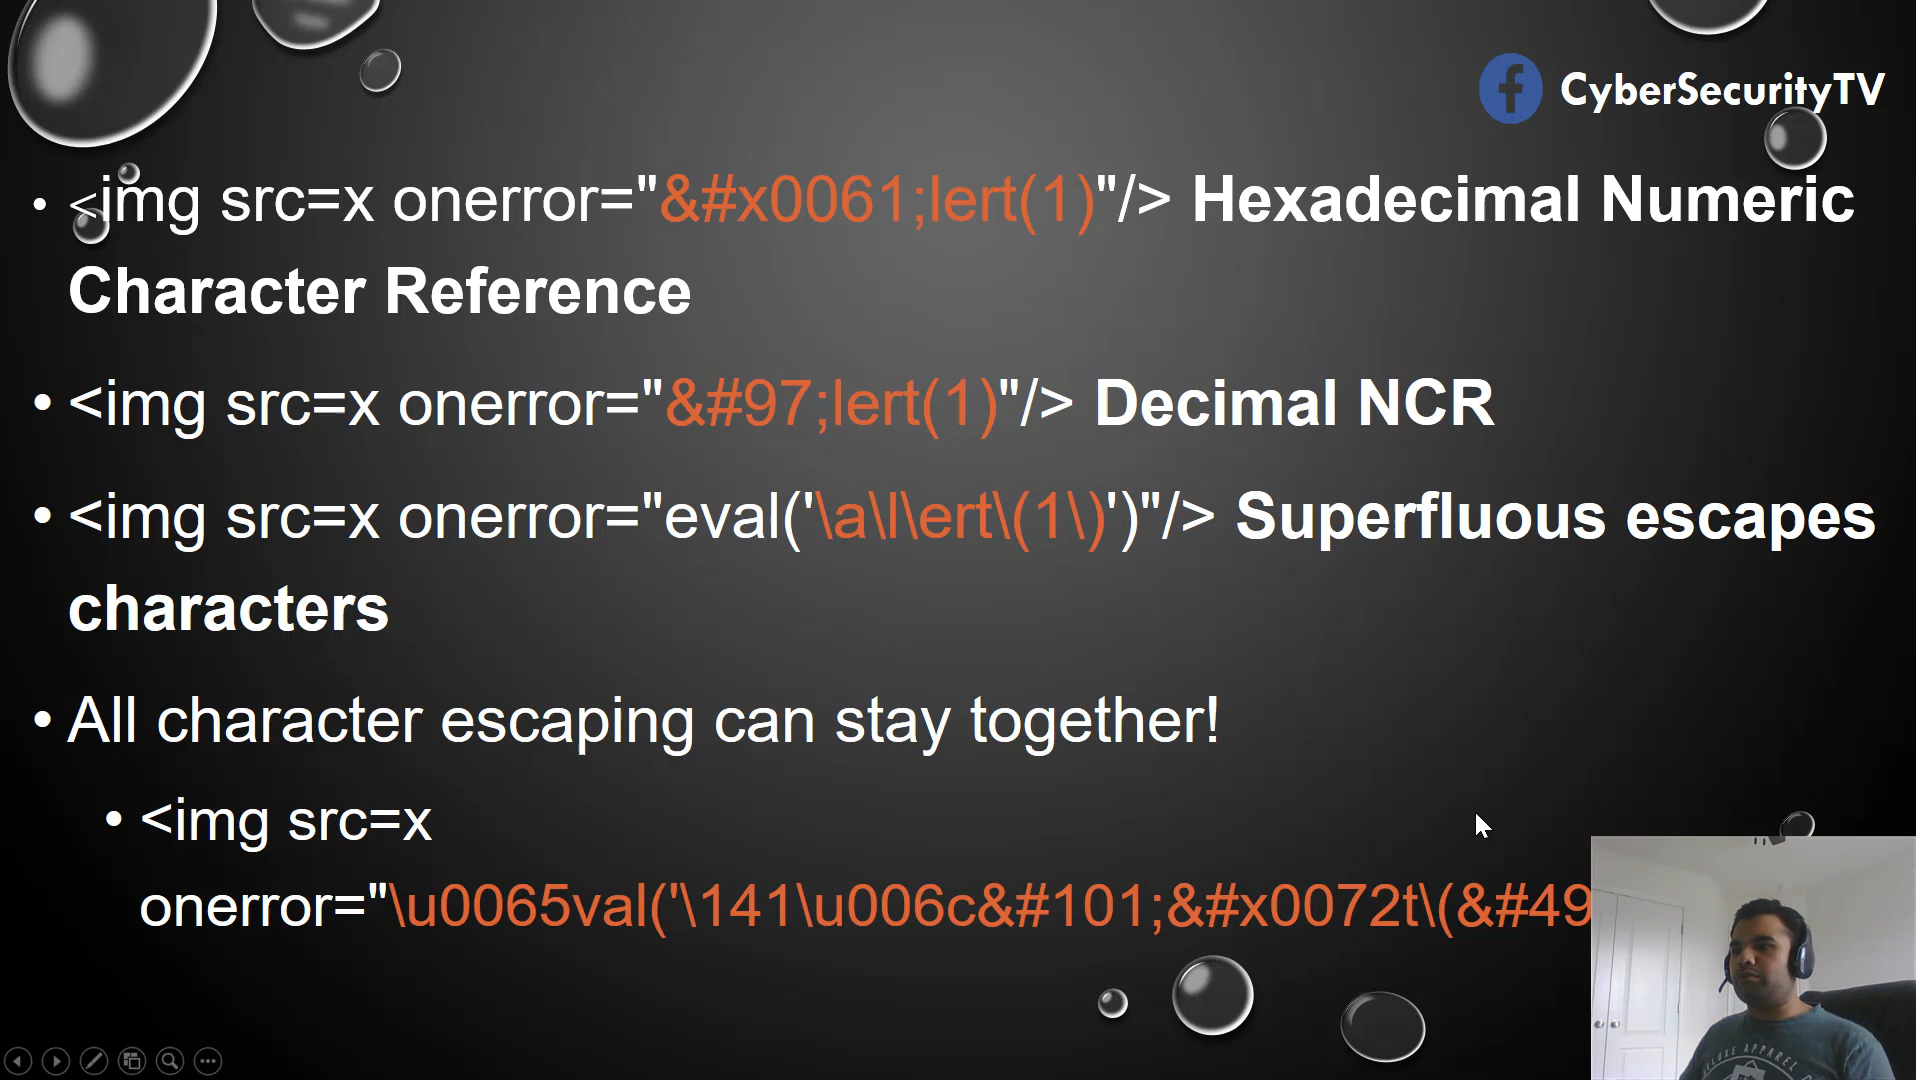 CyberSecurityTV
• <img src=x onerror="&#x0061;lert(1)"/> Hexadecimal Numeric
Character Reference
• <img src=x onerror="&#97;lert(1)"/> Decimal NCR
• <img src=x onerror="eval('\a\l\ert\(1\)')"/> Superfluous escapes
characters
• All character escaping can stay together!
• <img src=x
onerror="\u0065val('\141\u006c&#101;&#x0072t\(&#49